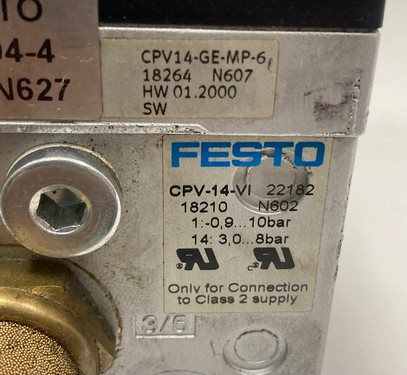 TO
04-4
N627
CPV14-GE-MP-6
18264 N607
HW 01.2000
SW
FESTO
CPV-14-VI 22182
18210 N602
1:-0,9...10bar
14: 3,0...8bar
Only for Connection
to Class 2 supply
3/5